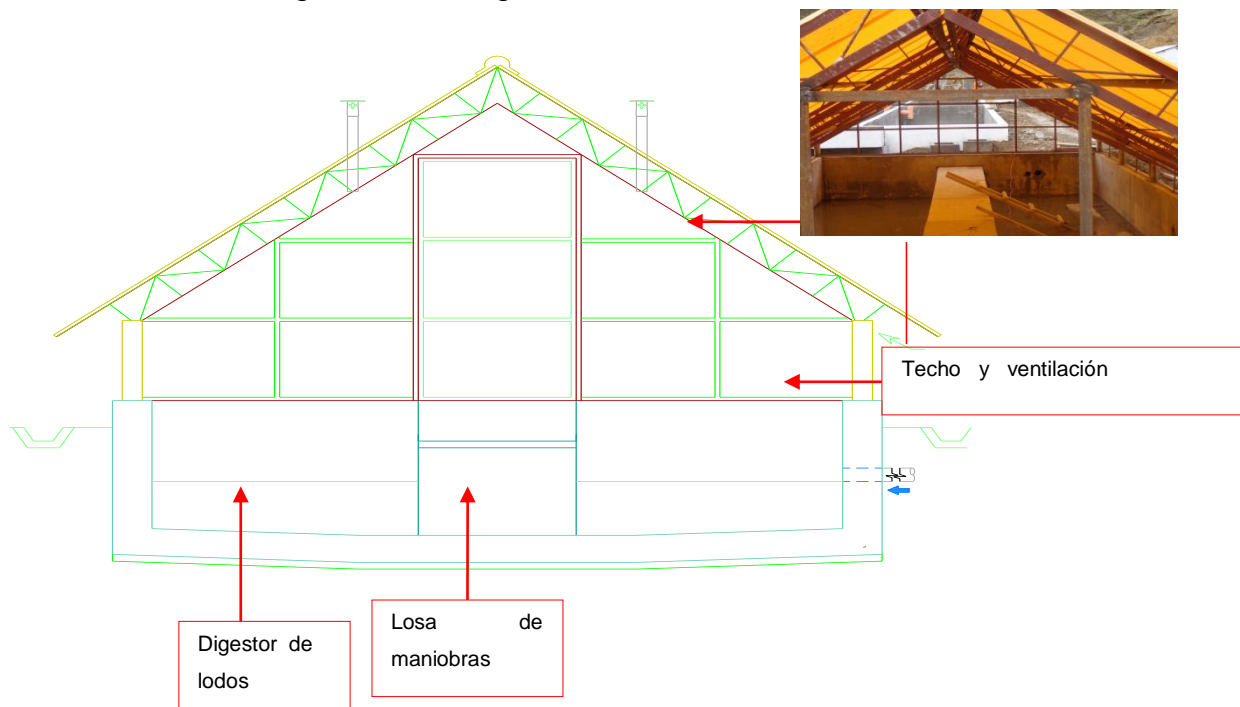 Techo y ventilación
Losa de
maniobras
Digestor de
lodos